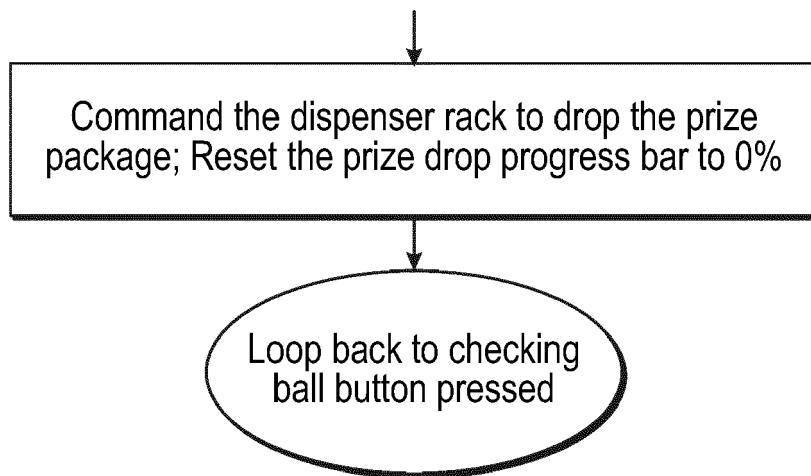 Command the dispenser rack to drop the prize
package; Reset the prize drop progress bar to 0%
Loop back to checking
ball button pressed